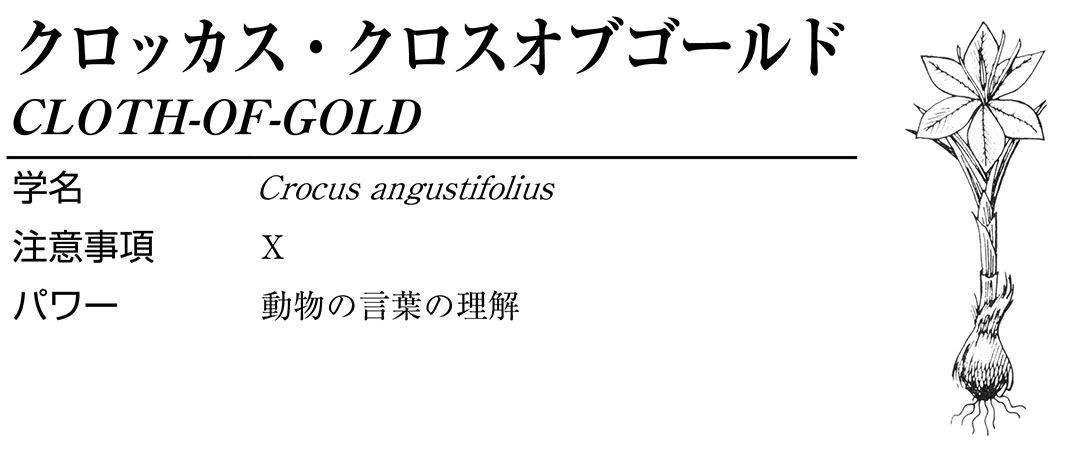 クロッカス・クロスオブゴールド
CLOTH-OF-GOLD
学名 Crocus angustifolius
注意事項 X
パワー 動物の言葉の理解